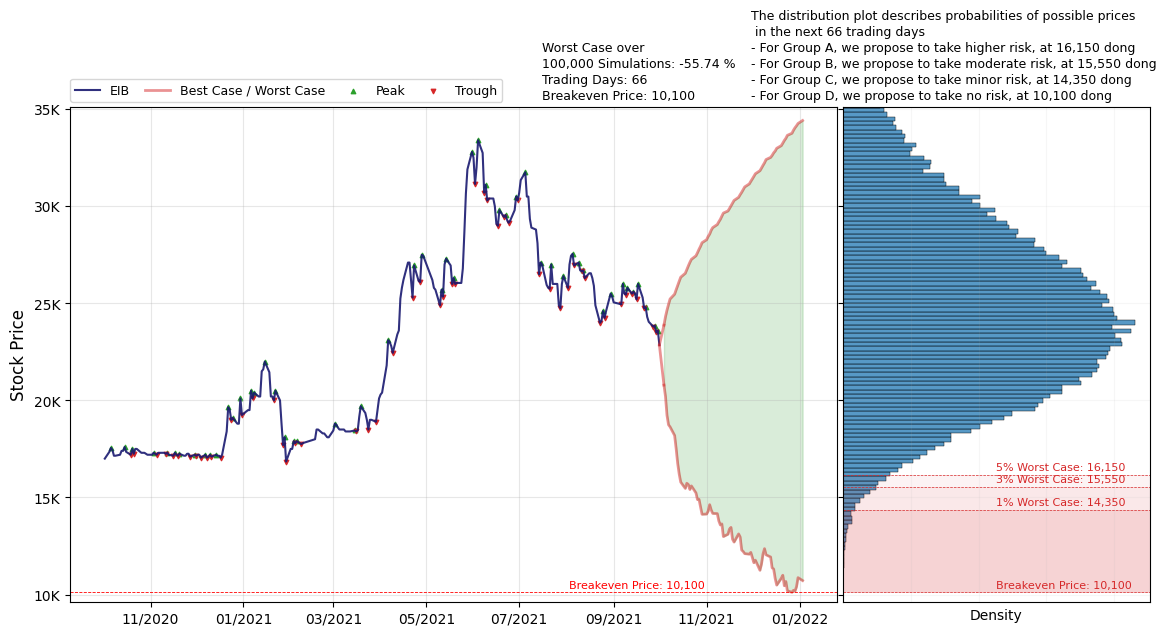 The distribution plot describes probabilities of possible prices
in the next 66 trading days
- For Group A, we propose to take higher risk, at 16,150 dong
- For Group B, we propose to take moderate risk, at 15,550 dong
- For Group C, we propose to take minor risk, at 14,350 dong
- For Group D, we propose to take no risk, at 10,100 dong
Worst Case over
100,000 Simulations: -55.74 %
Trading Days: 66
Breakeven Price: 10,100
EIB
Best Case / Worst Case
Peak
Trough
Stock Price
35K
30K
25K
20K
15K
10K
5% Worst Case: 16,150
3% Worst Case: 15,550
1% Worst Case: 14,350
Breakeven Price: 10,100
Breakeven Price: 10,100
11/2020
01/2021
03/2021
05/2021
07/2021
09/2021
11/2021
01/2022
Density